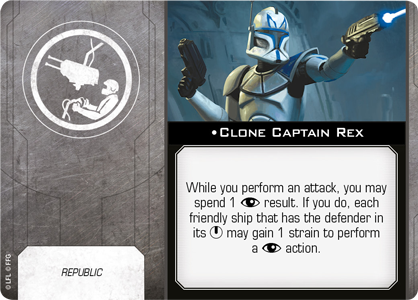 •Clone Captain Rex
While you perform an attack, you may
spend 1 result. If you do, each
friendly ship that has the defender in
its may gain 1 strain to perform
a action.
REPUBLIC
© LFL © FFG